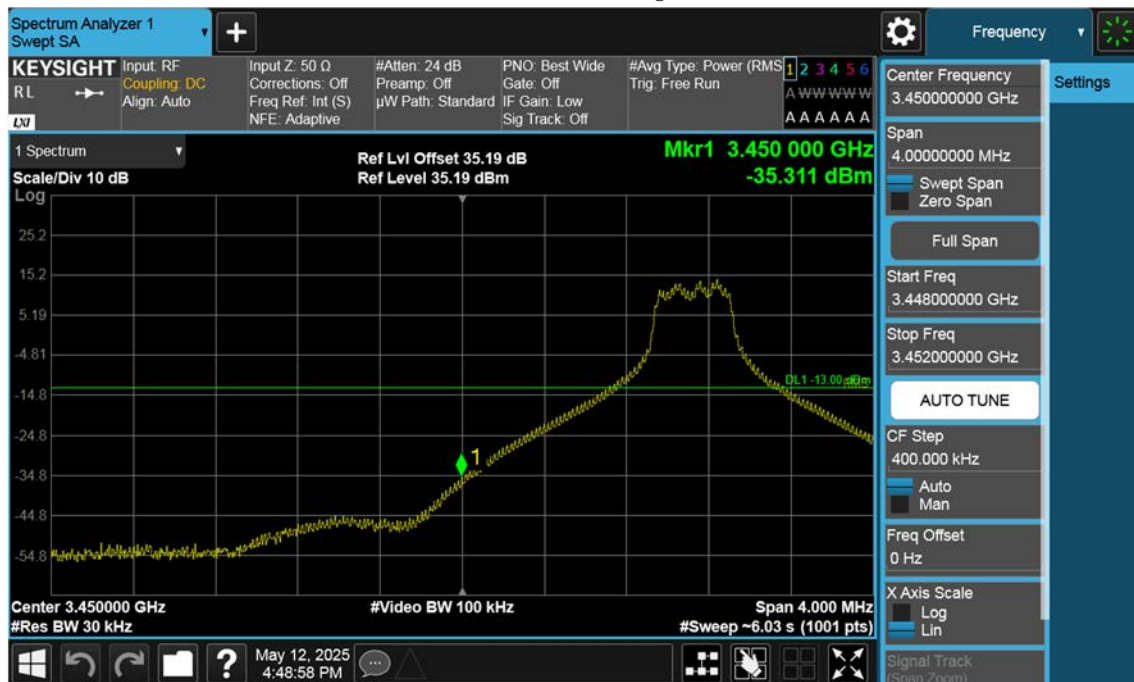 Spectrum Analyzer 1
Swept SA
Frequency
KEYSIGHT
RL
LXI
Input: RF
Coupling: DC
Align: Auto
Input Z: 50 Ω
Corrections: Off
Freq Ref: Int (S)
NFE: Adaptive
#Atten: 24 dB
Preamp: Off
µW Path: Standard
PNO: Best Wide
Gate: Off
IF Gain: Low
Sig Track: Off
#Avg Type: Power (RMS
Trig: Free Run
1 2 3 4 5 6
A W W W W W
A A A A A A
1 Spectrum
Scale/Div 10 dB
Log
Ref Lvl Offset 35.19 dB
Ref Level 35.19 dBm
Mkr1 3.450 000 GHz
-35.311 dBm
25.2
15.2
5.19
-4.81
-14.8
-24.8
-34.8
-44.8
-54.8
DL1 -13.00 dBm
1
Center 3.450000 GHz
#Res BW 30 kHz
#Video BW 100 kHz
Span 4.000 MHz
#Sweep ~6.03 s (1001 pts)
Center Frequency
3.450000000 GHz
Settings
Span
4.00000000 MHz
Swept Span
Zero Span
Full Span
Start Freq
3.448000000 GHz
Stop Freq
3.452000000 GHz
AUTO TUNE
CF Step
400.000 kHz
Auto
Man
Freq Offset
0 Hz
X Axis Scale
Log
Lin
Signal Track
(Span Zoom)
?
May 12, 2025
4:48:58 PM